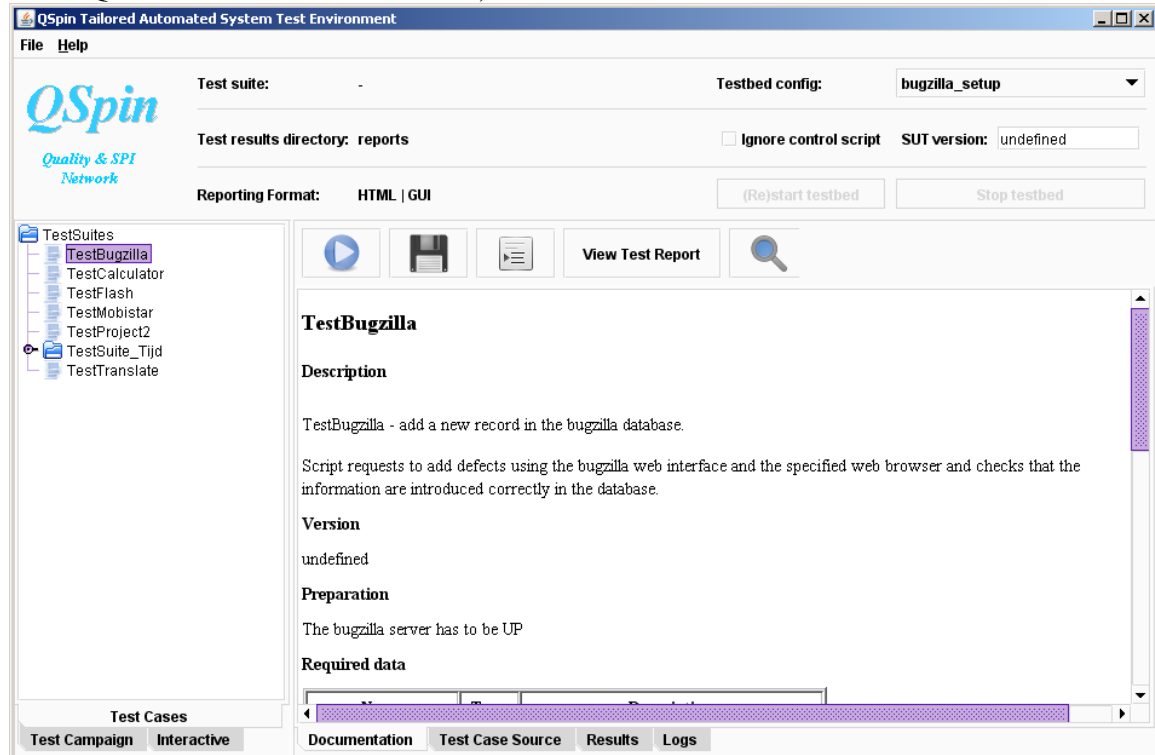 QSpin Tailored Automated System Test Environment
File Help
QSpin
Quality & SPI
Network
Test suite: -
Testbed config: bugzilla_setup
Test results directory: reports
Ignore control script SUT version: undefined
Reporting Format: HTML | GUI
(Re)start testbed Stop testbed
TestSuites
TestBugzilla
TestCalculator
TestFlash
TestMobistar
TestProject2
TestSuite_Tijd
TestTranslate
View Test Report
TestBugzilla
Description
TestBugzilla - add a new record in the bugzilla database.
Script requests to add defects using the bugzilla web interface and the specified web browser and checks that the
information are introduced correctly in the database.
Version
undefined
Preparation
The bugzilla server has to be UP
Required data
Test Cases
Test Campaign Interactive
Documentation Test Case Source Results Logs